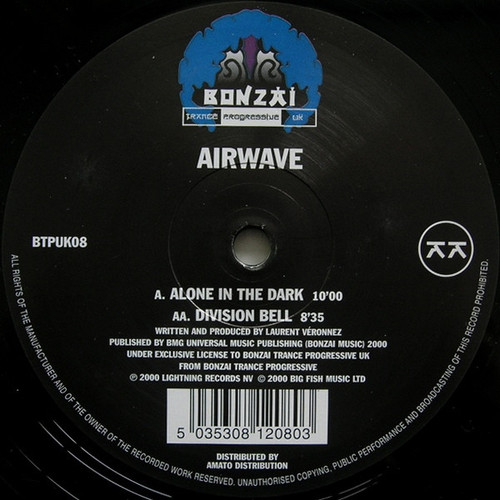 BONZAI
TRANCE PROGRESSIVE UK
AIRWAVE
BTPUK08
AA
A. ALONE IN THE DARK 10'00
AA. DIVISION BELL 8'35
WRITTEN AND PRODUCED BY LAURENT VÉRONNEZ
PUBLISHED BY BMG UNIVERSAL MUSIC PUBLISHING (BONZAI MUSIC) 2000
UNDER EXCLUSIVE LICENSE TO BONZAI TRANCE PROGRESSIVE UK
FROM BONZAI TRANCE PROGRESSIVE
℗ 2000 LIGHTNING RECORDS NV © 2000 BIG FISH MUSIC LTD
5 035308 120803
DISTRIBUTED BY
AMATO DISTRIBUTION
ALL RIGHTS OF THE MANUFACTURER AND OF THE OWNER OF THE RECORDED WORK RESERVED. UNAUTHORISED COPYING, PUBLIC PERFORMANCE AND BROADCASTING OF THIS RECORD PROHIBITED.